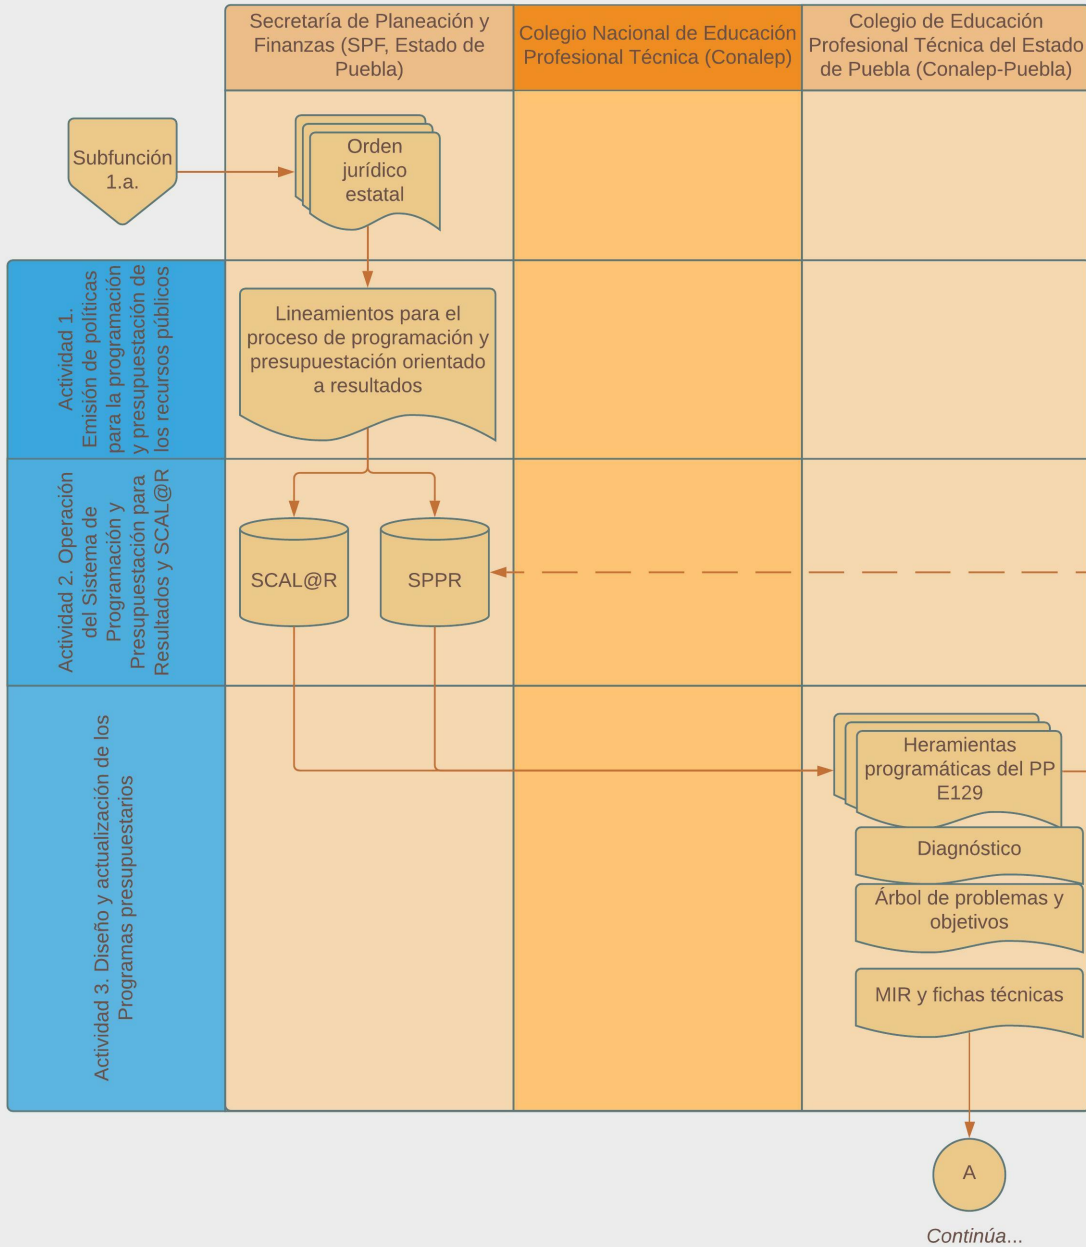 Secretaría de Planeación y
Finanzas (SPF, Estado de
Puebla)
Colegio Nacional de Educación
Profesional Técnica (Conalep)
Colegio de Educación
Profesional Técnica del Estado
de Puebla (Conalep-Puebla)
Subfunción
1.a.
Orden
jurídico
estatal
Actividad 1.
Emisión de políticas
para la programación
y presupuestación de
los recursos públicos
Lineamientos para el
proceso de programación y
presupuestación orientado
a resultados
Actividad 2. Operación
del Sistema de
Programación y
Presupuestación para
Resultados y SCAL@R
SCAL@R
SPPR
Actividad 3. Diseño y actualización de los
Programas presupuestarios
Heramientas
programáticas del PP
E129
Diagnóstico
Árbol de problemas y
objetivos
MIR y fichas técnicas
A
Continúa...